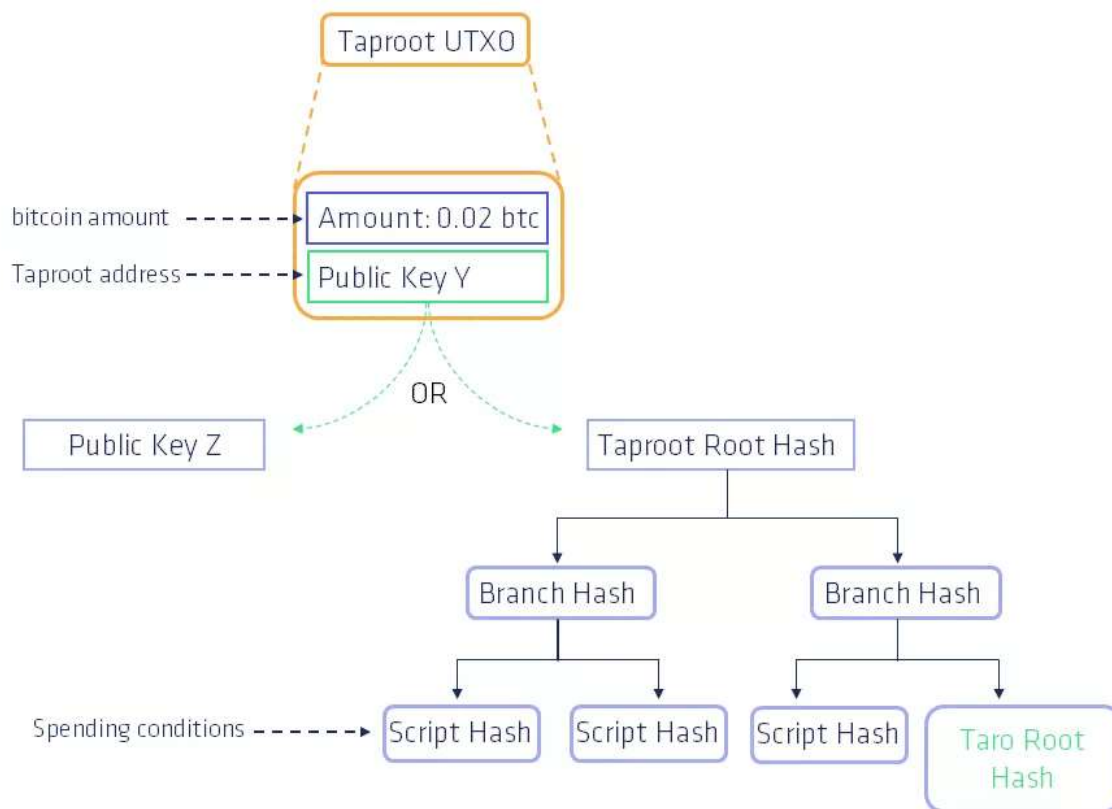 Taproot UTXO
bitcoin amount
Amount: 0.02 btc
Taproot address
Public Key Y
OR
Public Key Z
Taproot Root Hash
Branch Hash
Branch Hash
Spending conditions
Script Hash
Script Hash
Script Hash
Taro Root
Hash